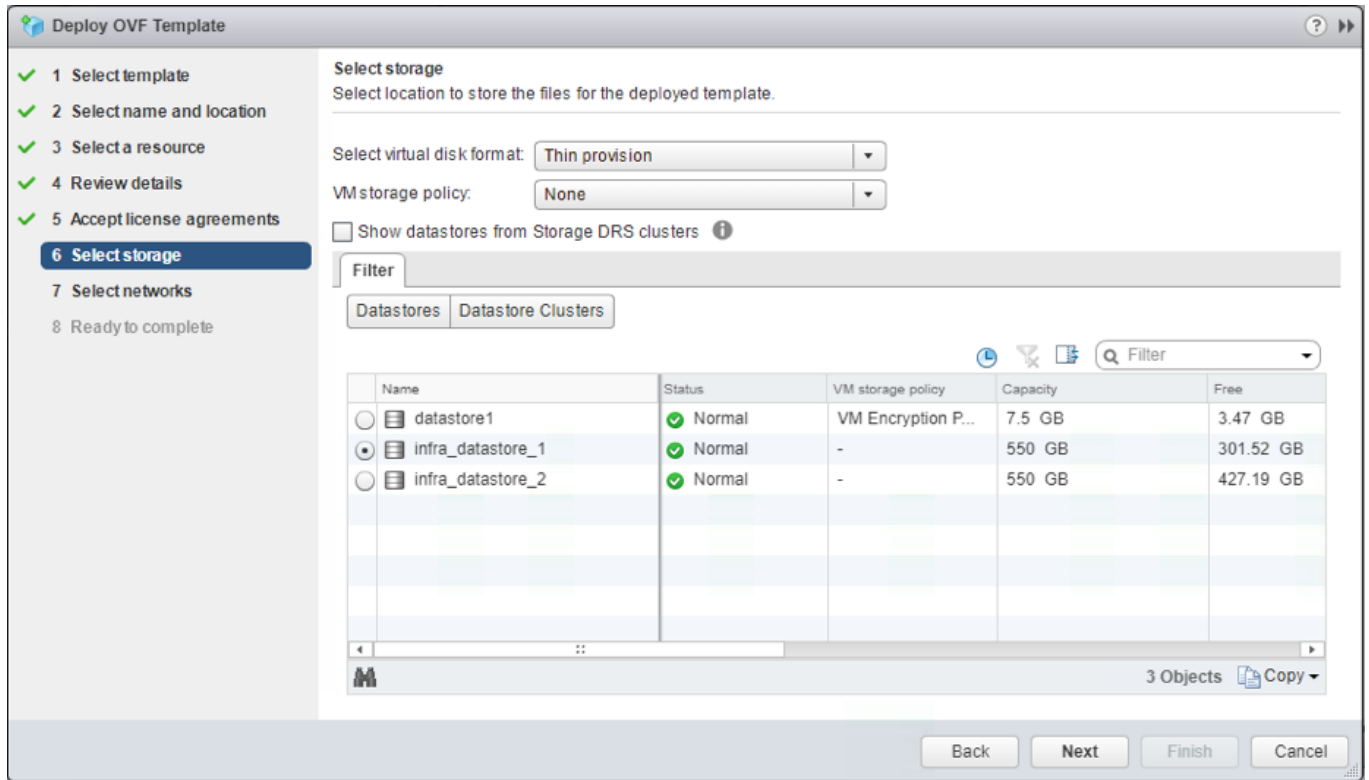 Deploy OVF Template
1 Select template
2 Select name and location
3 Select a resource
4 Review details
5 Accept license agreements
6 Select storage
7 Select networks
8 Ready to complete
Select storage
Select location to store the files for the deployed template.
Select virtual disk format: Thin provision
VM storage policy: None
Show datastores from Storage DRS clusters
Filter
Datastores Datastore Clusters
Filter
Name Status VM storage policy Capacity Free
datastore1 Normal VM Encryption P... 7.5 GB 3.47 GB
infra_datastore_1 Normal - 550 GB 301.52 GB
infra_datastore_2 Normal - 550 GB 427.19 GB
3 Objects Copy
Back Next Finish Cancel